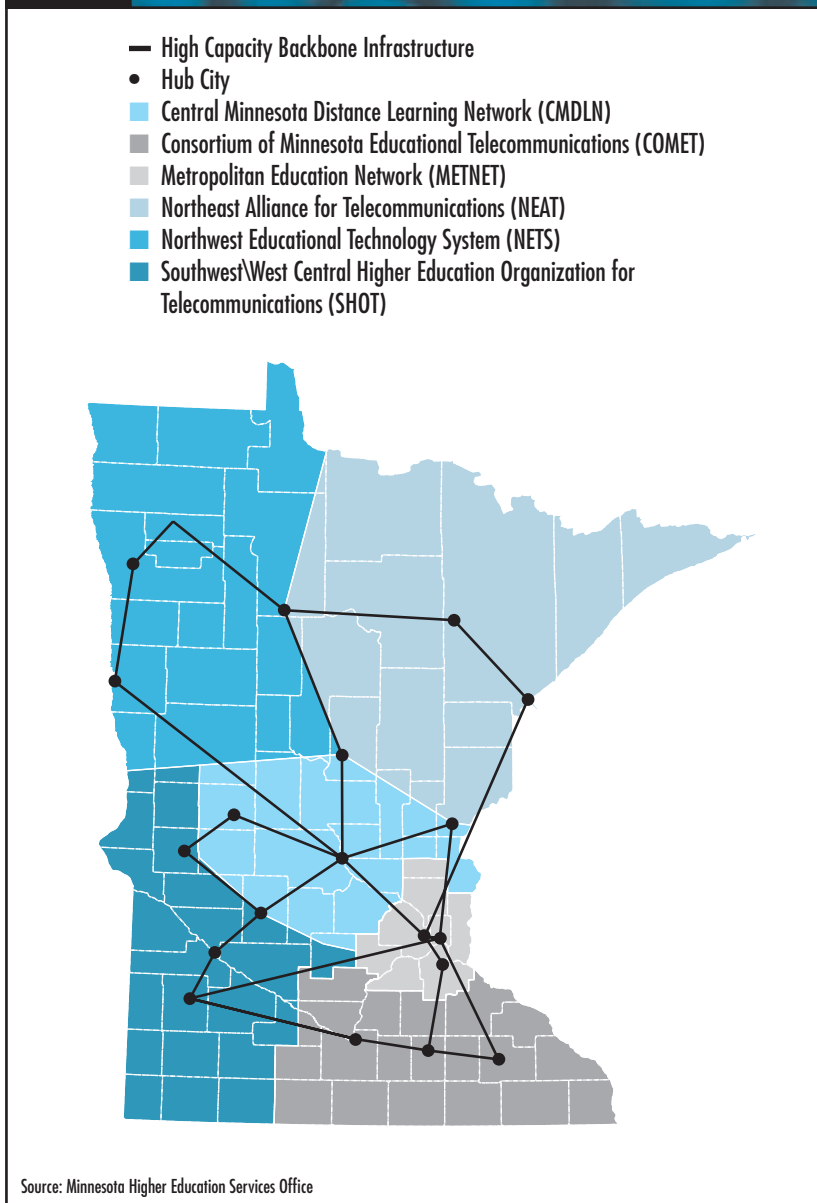 High Capacity Backbone Infrastructure
Hub City
Central Minnesota Distance Learning Network (CMDLN)
Consortium of Minnesota Educational Telecommunications (COMET)
Metropolitan Education Network (METNET)
Northeast Alliance for Telecommunications (NEAT)
Northwest Educational Technology System (NETS)
Southwest\West Central Higher Education Organization for
Telecommunications (SHOT)
Source: Minnesota Higher Education Services Office